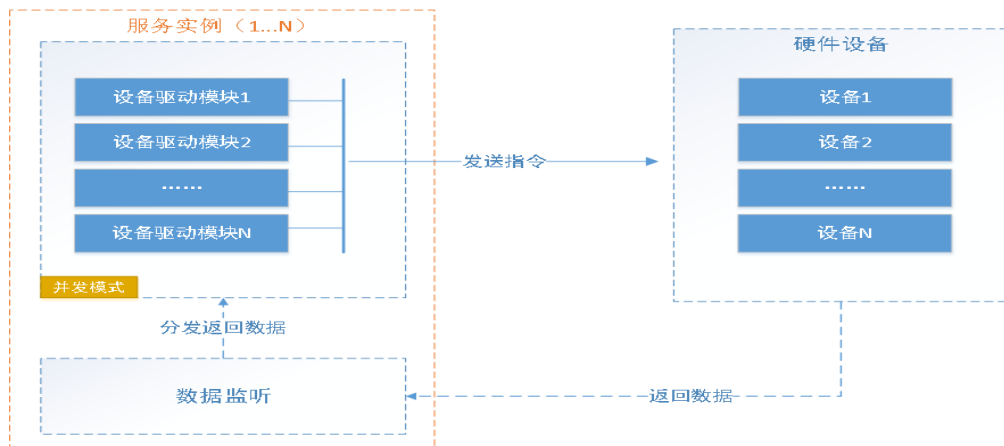 服务实例（1...N）
设备驱动模块1
设备驱动模块2
……
设备驱动模块N
并发模式
发送指令
硬件设备
设备1
设备2
……
设备N
分发返回数据
数据监听
返回数据